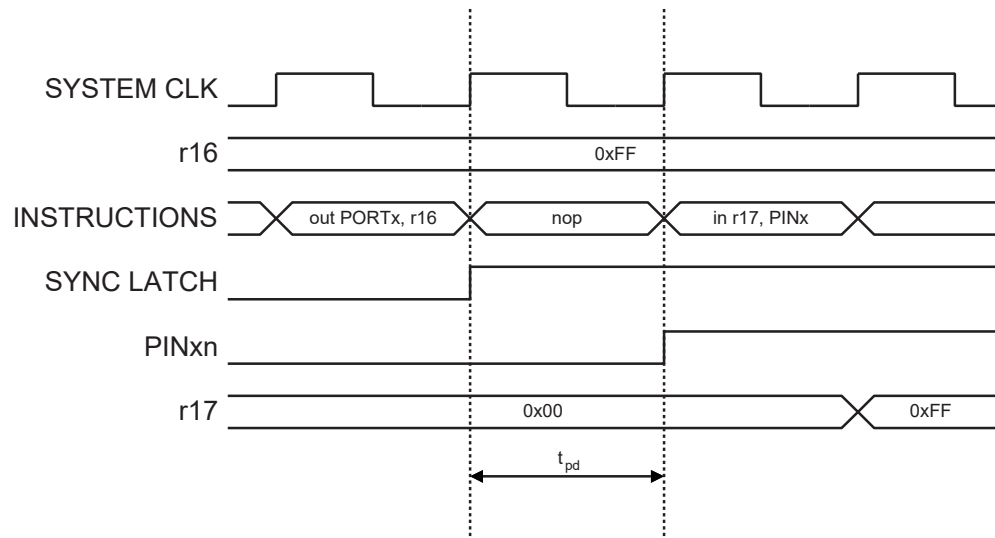 SYSTEM CLK
r16
0xFF
INSTRUCTIONS
out PORTx, r16
nop
in r17, PINx
SYNC LATCH
PINxn
r17
0x00
0xFF
tpd